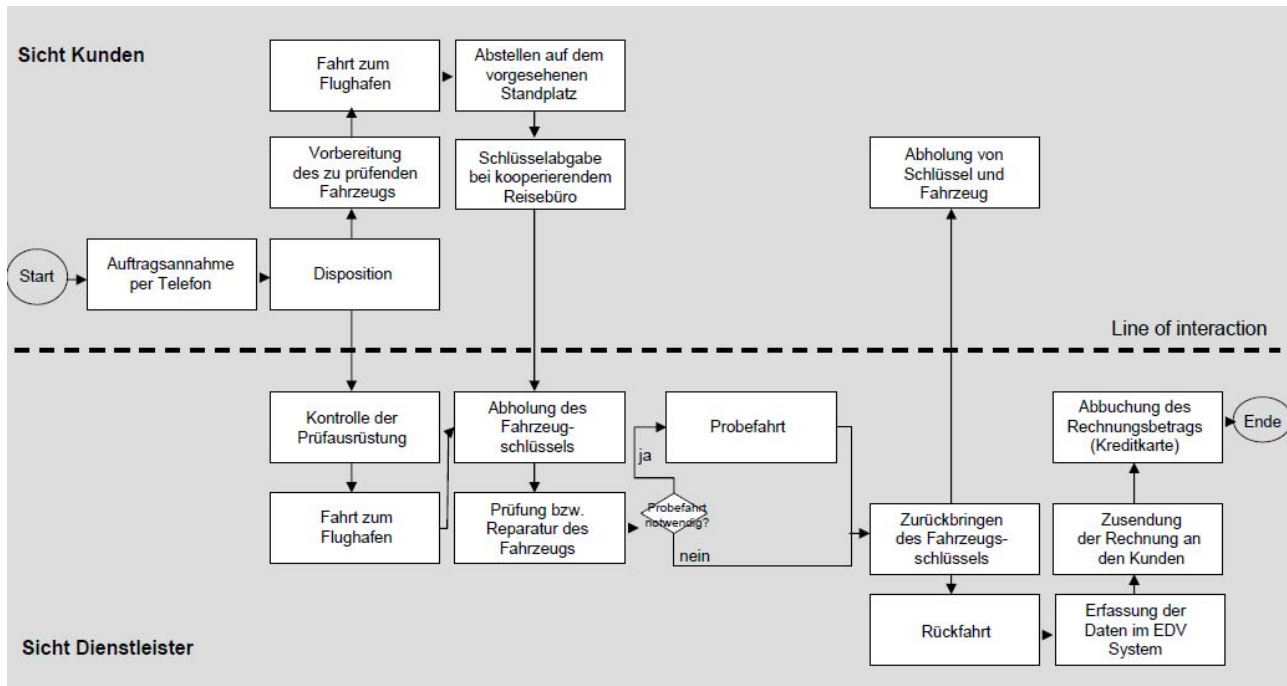 Sicht Kunden
Fahrt zum
Flughafen
Abstellen auf dem
vorgesehenen
Standplatz
Vorbereitung
des zu prüfenden
Fahrzeugs
Schlüsselabgabe
bei kooperierendem
Reisebüro
Abholung von
Schlüssel und
Fahrzeug
Start
Auftragsannahme
per Telefon
Disposition
Line of interaction
Kontrolle der
Prüfausrüstung
Abholung des
Fahrzeug-
schlüssels
ja
Probefahrt
Abbuchung des
Rechnungsbetrags
(Kreditkarte)
Ende
Fahrt zum
Flughafen
Prüfung bzw.
Reparatur des
Fahrzeugs
Probefahrt
notwendig?
nein
Zurückbringen
des Fahrzeugs-
schlüssels
Zusendung
der Rechnung an
den Kunden
Rückfahrt
Erfassung der
Daten im EDV
System
Sicht Dienstleister